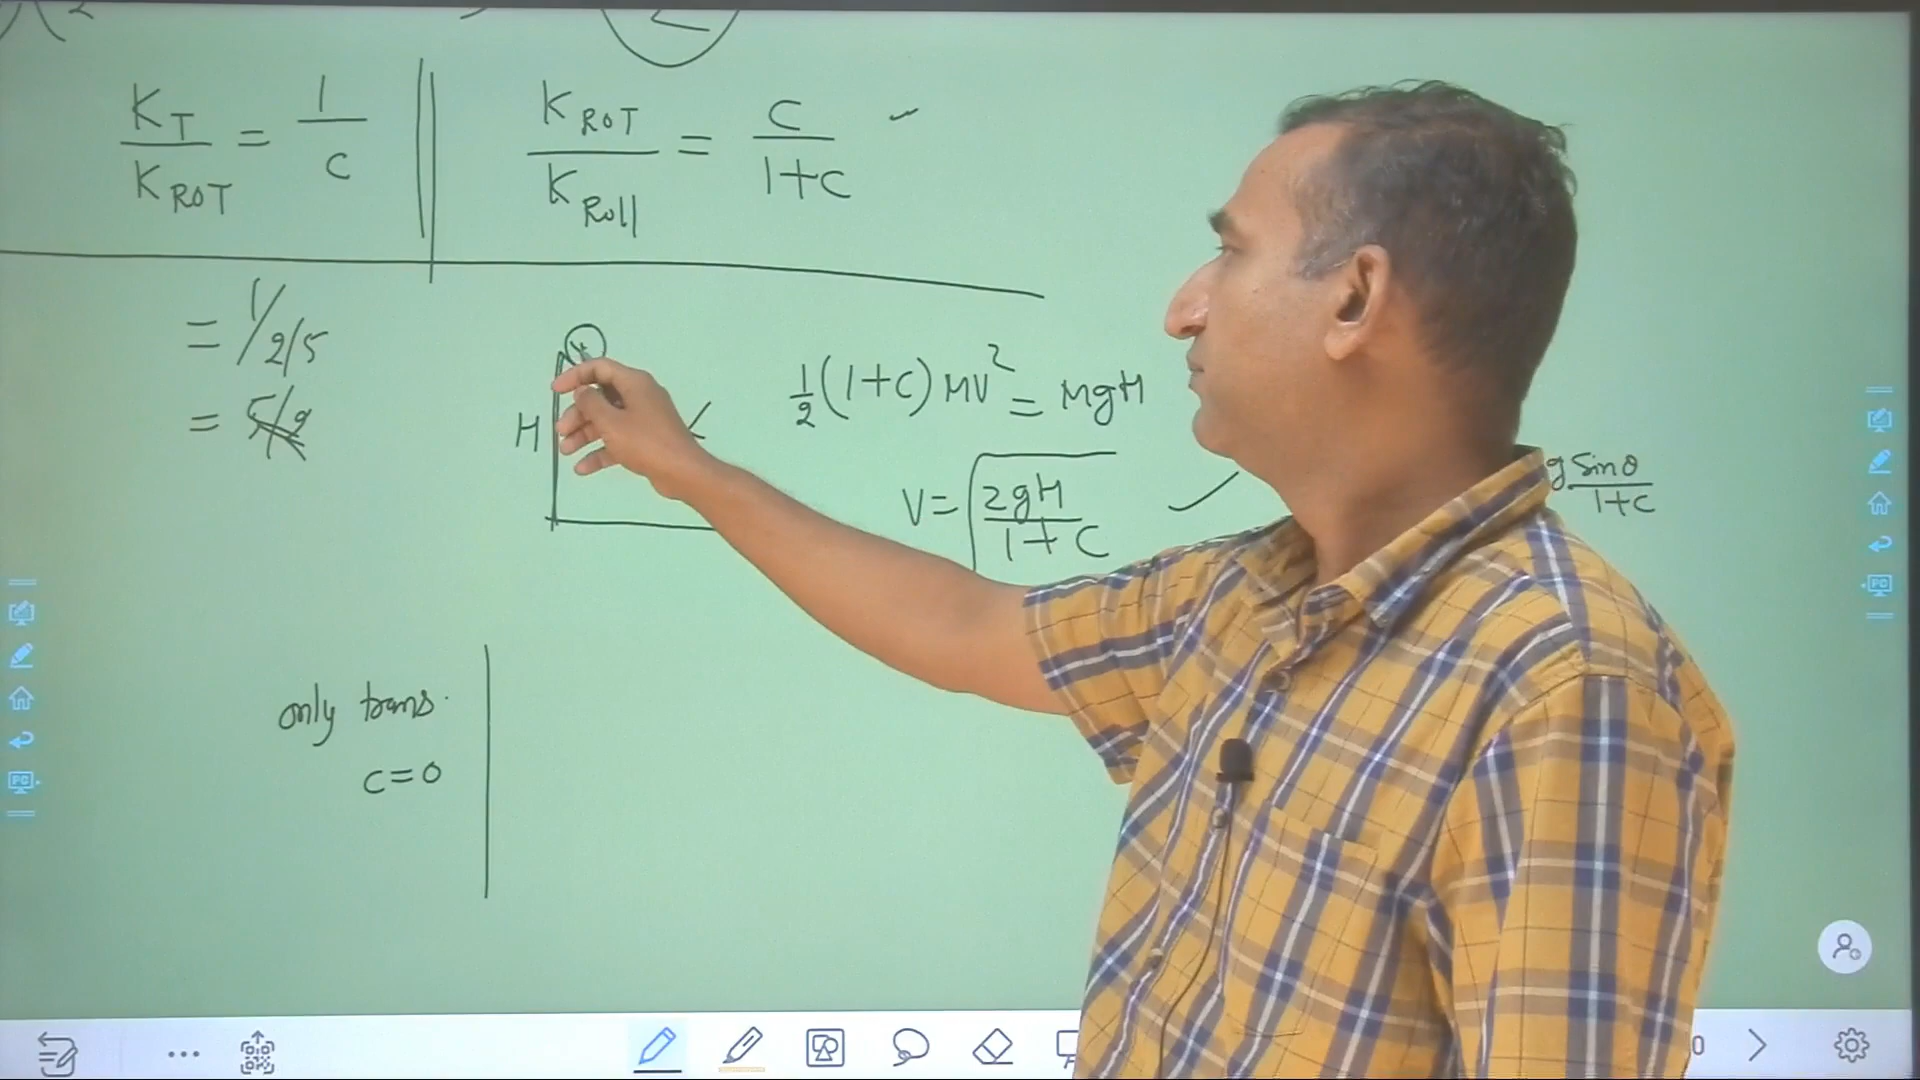 K_T / K_ROT = 1 / c
K_ROT / K_Roll = C / 1+C
= 1/2/5
= 5/2
H
½(1+C)MV² = MgH
V = √(2gH / 1+C)
g sinθ / 1+C
only trans.
c=0